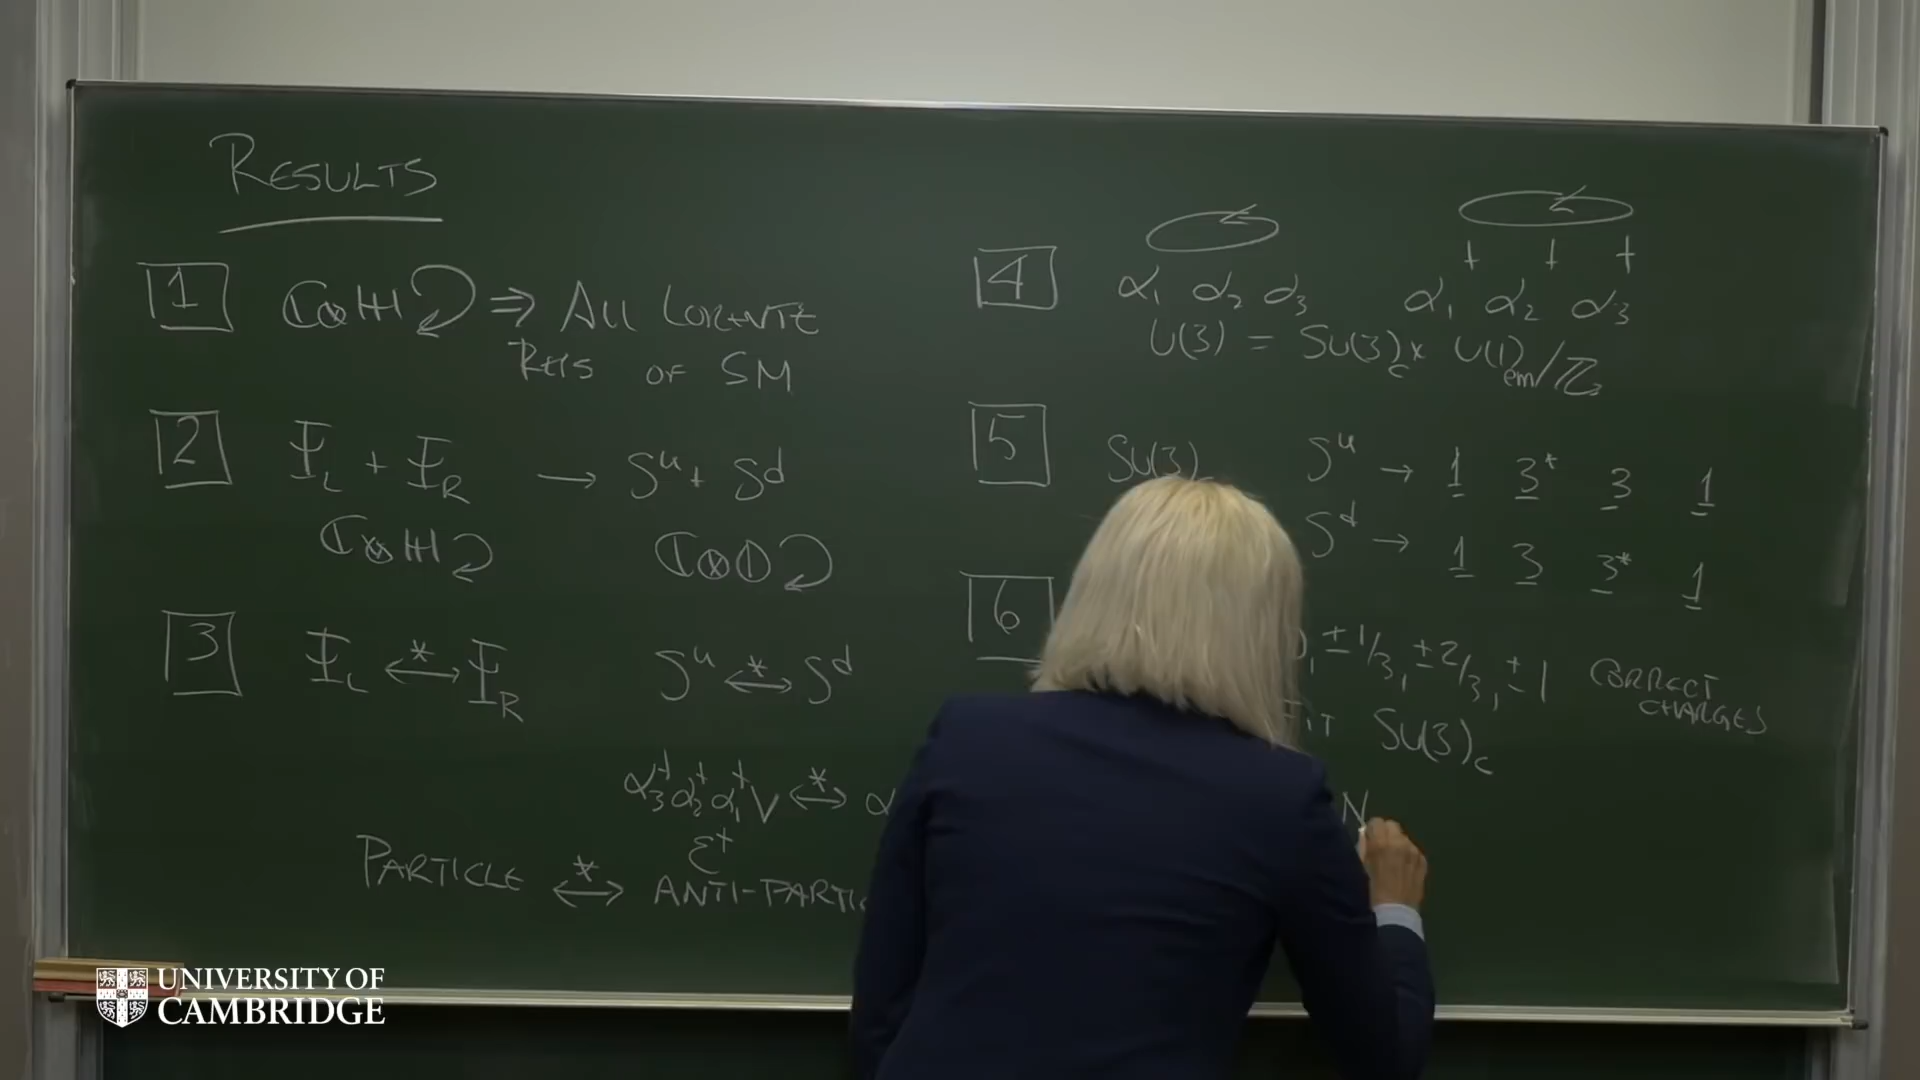 RESULTS
1 ℂ⊗ℍ ⇒ ALL LORENTZ
REPS OF SM
2 Ψ_L + Ψ_R → S^u + S^d
ℂ⊗ℍ ℂ⊗𝕆
3 Ψ_L ↔* Ψ_R S^u ↔* S^d
α₃†α₂†α₁†V ↔* α
ε+
PARTICLE ↔* ANTI-PARTIC
4 α₁ α₂ α₃ α₁† α₂† α₃†
U(3) = SU(3)_c × U(1)_em/ℤ₃
5 SU(3)_c S^u → 1 3* 3 1
S^d → 1 3 3* 1
6 ±1/3, ±2/3, ±1 CORRECT
CHARGES
SU(3)_c
N
UNIVERSITY OF
CAMBRIDGE